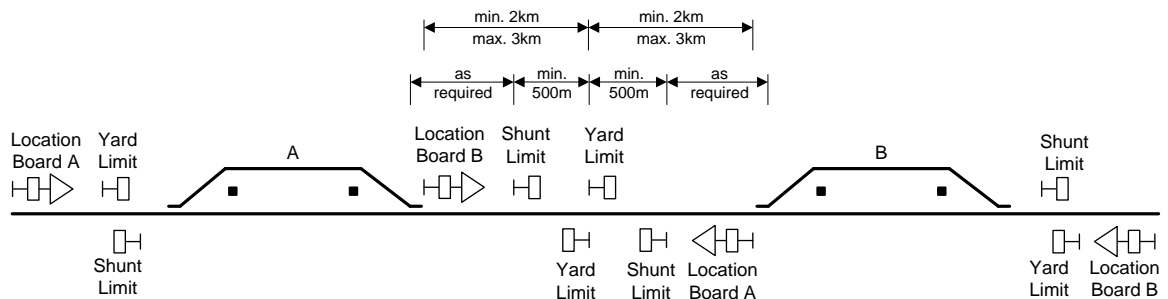 min. 2km
min. 2km
max. 3km
max. 3km
as
min.
min.
as
required
500m
500m
required
Location
Board A
Yard
Limit
A
Location
Board B
Shunt
Limit
Yard
Limit
B
Shunt
Limit
Shunt
Limit
Yard
Limit
Shunt
Limit
Location
Board A
Yard
Limit
Location
Board B